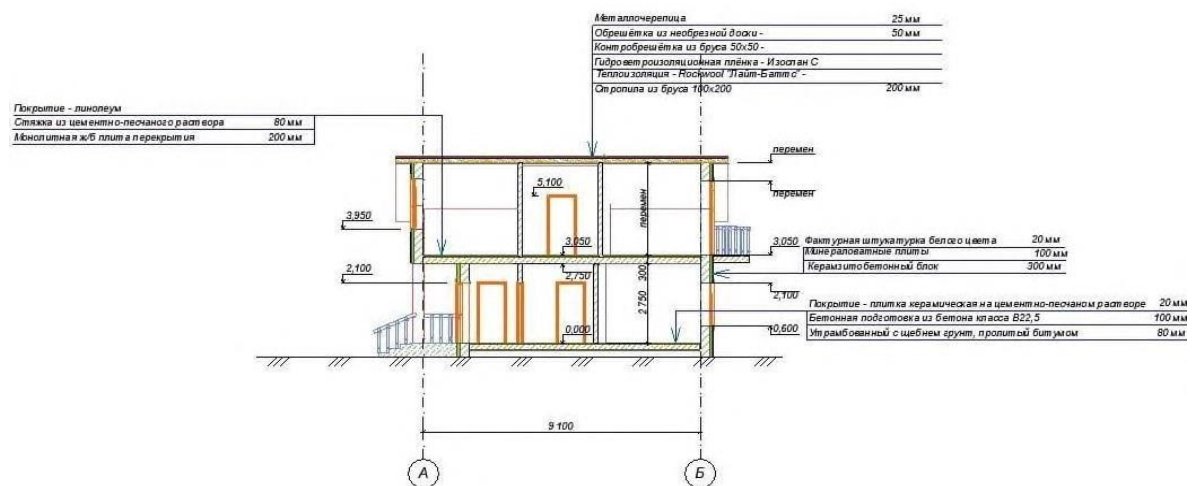 Металлочерепица 25 мм
Обрешётка из необрезной доски - 50 мм
Контробрешётка из бруса 50х50 -
Гидроветроизоляционная плёнка - Изоспан С
Теплоизоляция - Rockwool "Лайт-Баттс" -
Стропила из бруса 100х200 200 мм
Покрытие - линолеум
Стяжка из цементно-песчаного раствора 80 мм
Монолитная ж/б плита перекрытия 200 мм
перемен
5,100
перемен
перемен
3,950
3,050
3,050
Фактурная штукатурка белого цвета 20 мм
Минераловатные плиты 100 мм
Керамзитобетонный блок 300 мм
2,100
2,750
300
2,100
2 750
Покрытие - плитка керамическая на цементно-песчаном растворе 20 мм
Бетонная подготовка из бетона класса В22,5 100 мм
Утрамбованный с щебнем грунт, пролитый битумом 80 мм
0,000
0,600
9 100
А
Б